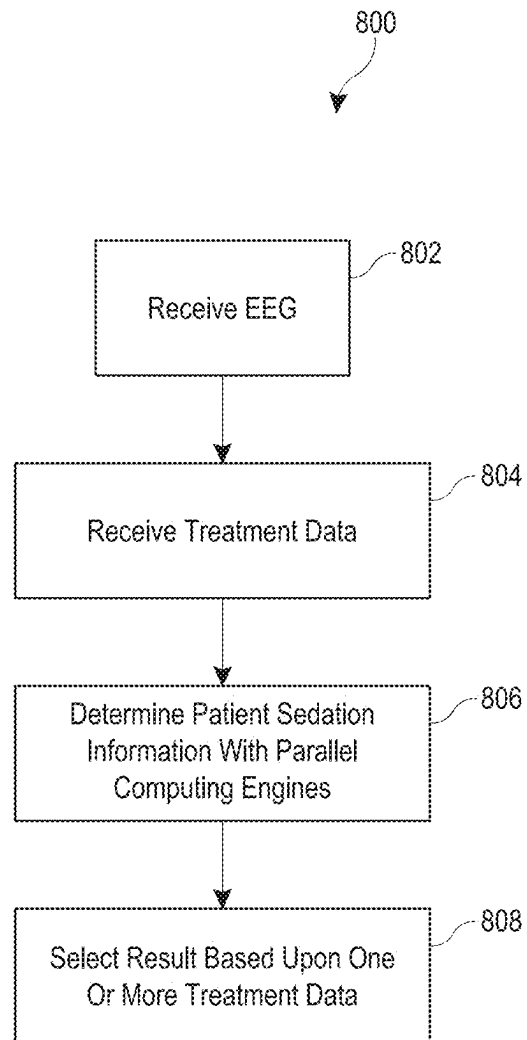 800
802
Receive EEG
804
Receive Treatment Data
806
Determine Patient Sedation
Information With Parallel
Computing Engines
808
Select Result Based Upon One
Or More Treatment Data